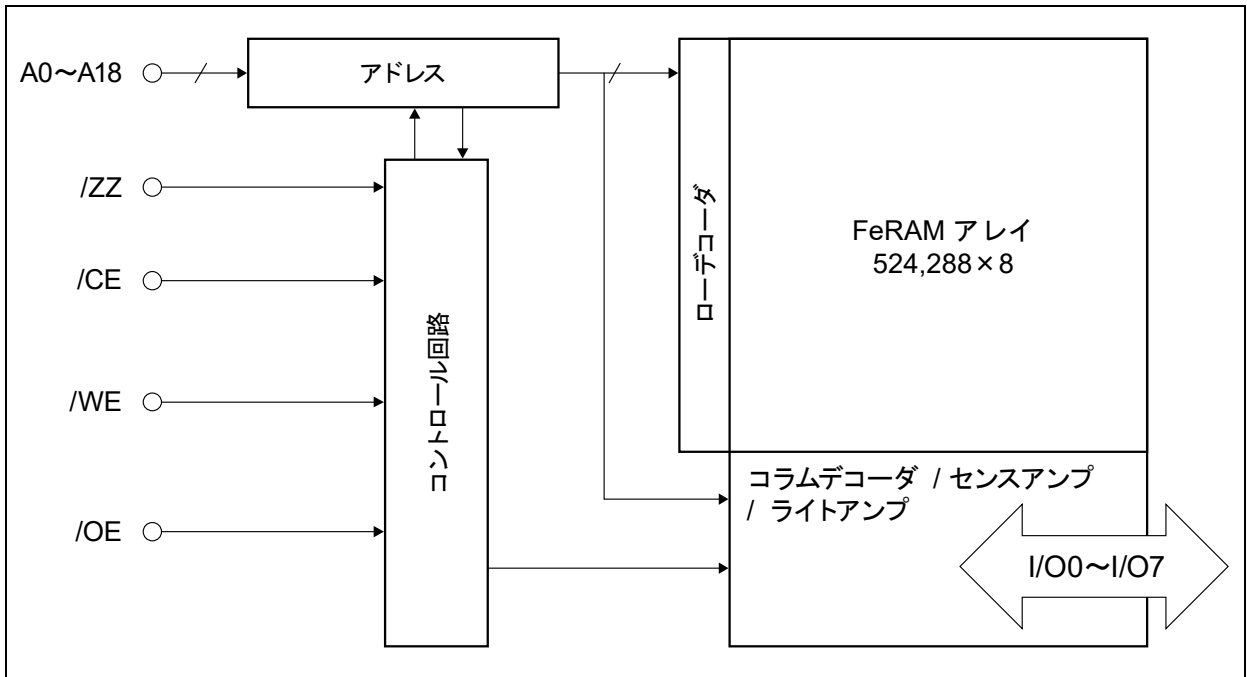 A0～A18
アドレス
/ZZ
/CE
/WE
/OE
コントロール回路
ローデコーダ
FeRAM アレイ
524,288×8
コラムデコーダ / センスアンプ
/ ライトアンプ
I/O0～I/O7